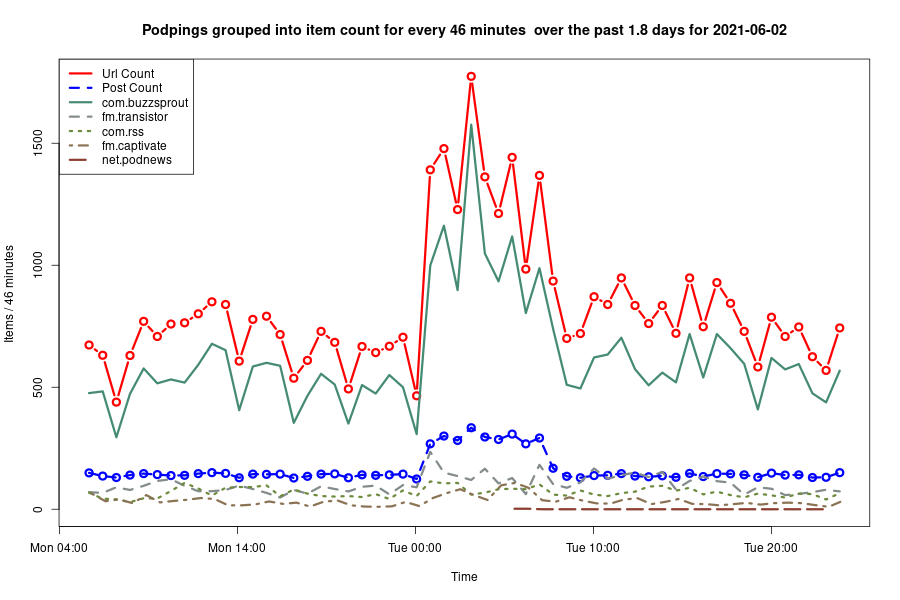 Podpings grouped into item count for every 46 minutes  over the past 1.8 days for 2021-06-02
Url Count
Post Count
com.buzzsprout
fm.transistor
com.rss
fm.captivate
net.podnews
Items / 46 minutes
1500
1000
500
0
Mon 04:00
Mon 14:00
Tue 00:00
Tue 10:00
Tue 20:00
Time